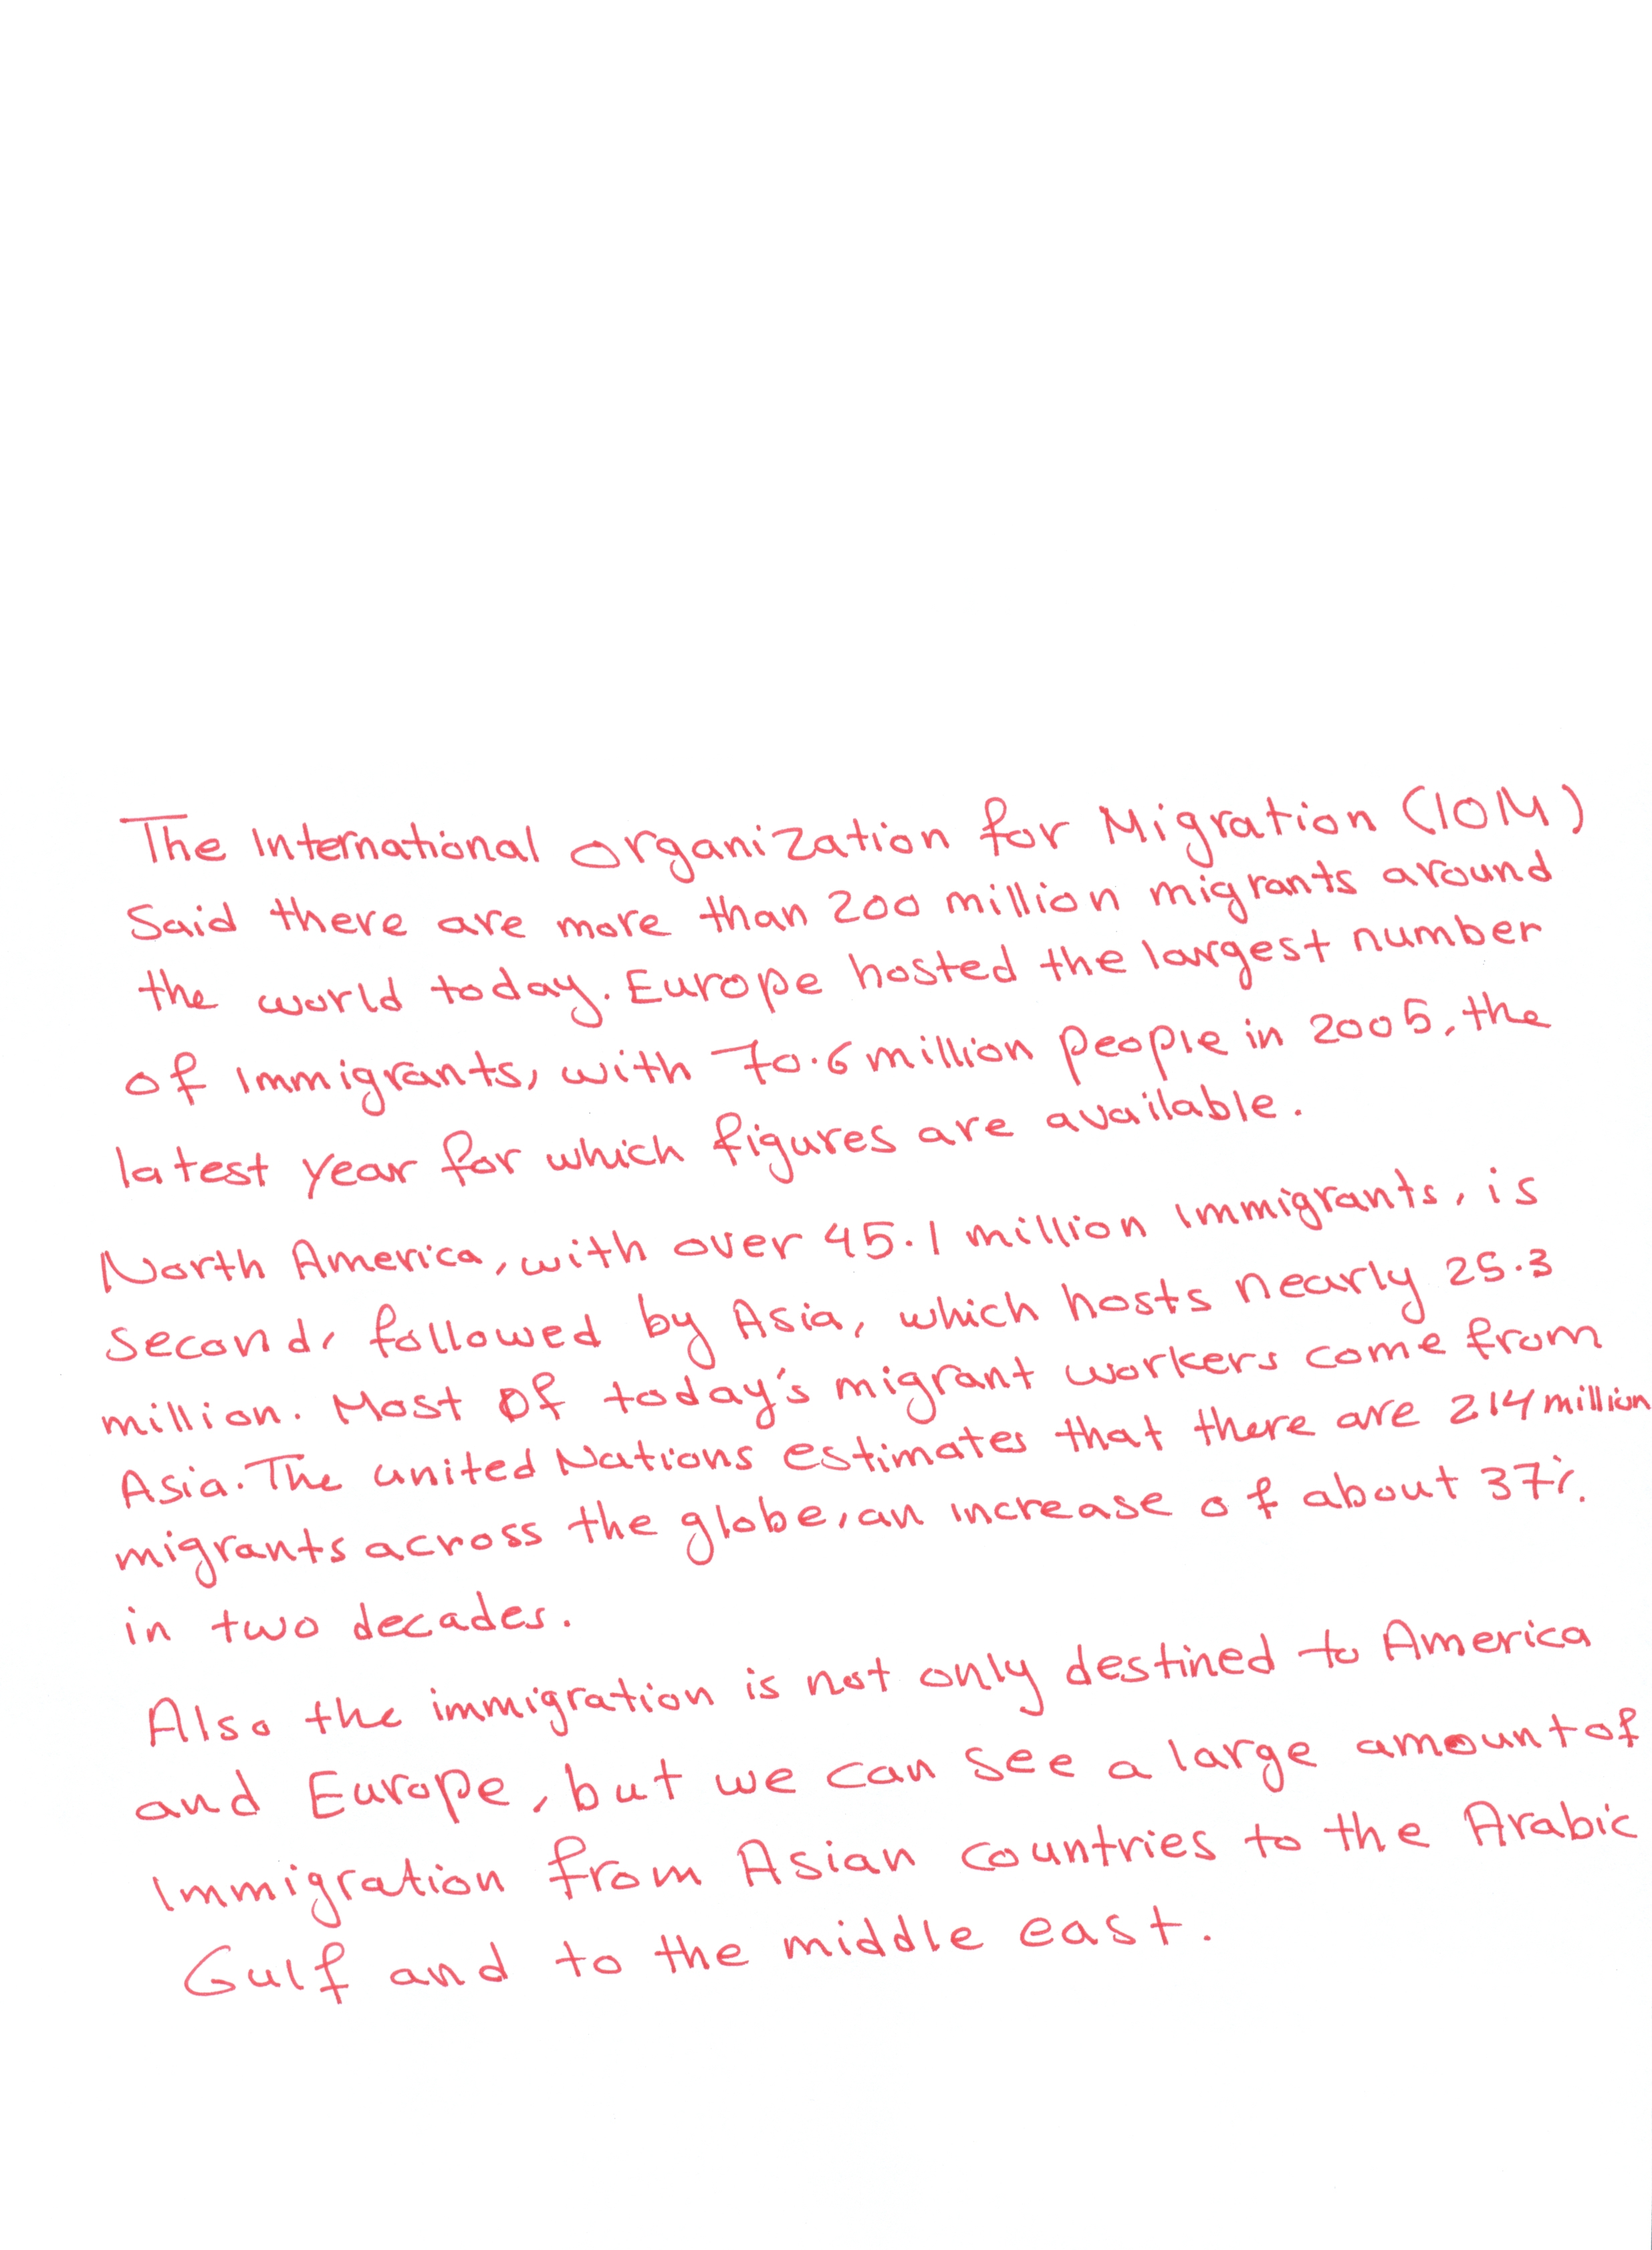 The International Organization for Migration (IOM)
Said there are more than 200 million migrants around
the world today. Europe hosted the largest number
of immigrants, with 70.6 million people in 2005, the
latest year for which figures are available.
North America, with over 45.1 million immigrants, is
second, followed by Asia, which hosts nearly 25.3
million. Most of today's migrant workers come from
Asia. The united Nations estimates that there are 214 million
migrants across the globe, an increase of about 37%
in two decades.
Also the immigration is not only destined to America
and Europe, but we can see a large amount of
immigration from Asian countries to the Arabic
Gulf and to the middle east.